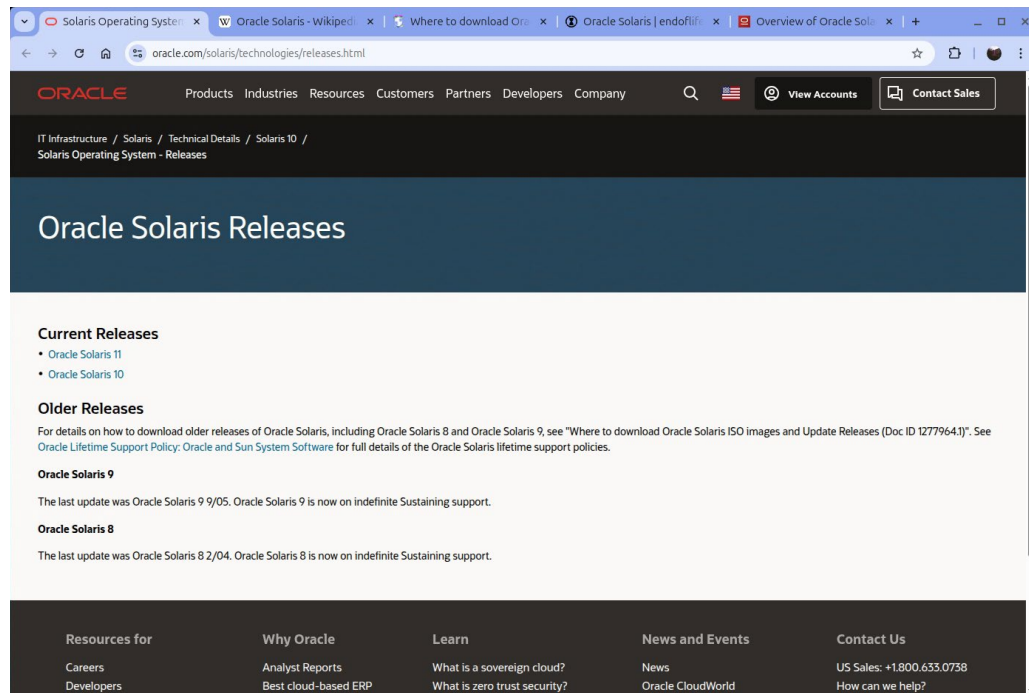 Solaris Operating System
Oracle Solaris - Wikipedi
Where to download Ora
Oracle Solaris | endoflife
Overview of Oracle Sola
oracle.com/solaris/technologies/releases.html
ORACLE
Products Industries Resources Customers Partners Developers Company
View Accounts
Contact Sales
IT Infrastructure / Solaris / Technical Details / Solaris 10 /
Solaris Operating System - Releases
Oracle Solaris Releases
Current Releases
• Oracle Solaris 11
• Oracle Solaris 10
Older Releases
For details on how to download older releases of Oracle Solaris, including Oracle Solaris 8 and Oracle Solaris 9, see "Where to download Oracle Solaris ISO images and Update Releases (Doc ID 1277964.1)". See
Oracle Lifetime Support Policy: Oracle and Sun System Software for full details of the Oracle Solaris lifetime support policies.
Oracle Solaris 9
The last update was Oracle Solaris 9 9/05. Oracle Solaris 9 is now on indefinite Sustaining support.
Oracle Solaris 8
The last update was Oracle Solaris 8 2/04. Oracle Solaris 8 is now on indefinite Sustaining support.
Resources for
Careers
Developers
Why Oracle
Analyst Reports
Best cloud-based ERP
Learn
What is a sovereign cloud?
What is zero trust security?
News and Events
News
Oracle CloudWorld
Contact Us
US Sales: +1.800.633.0738
How can we help?